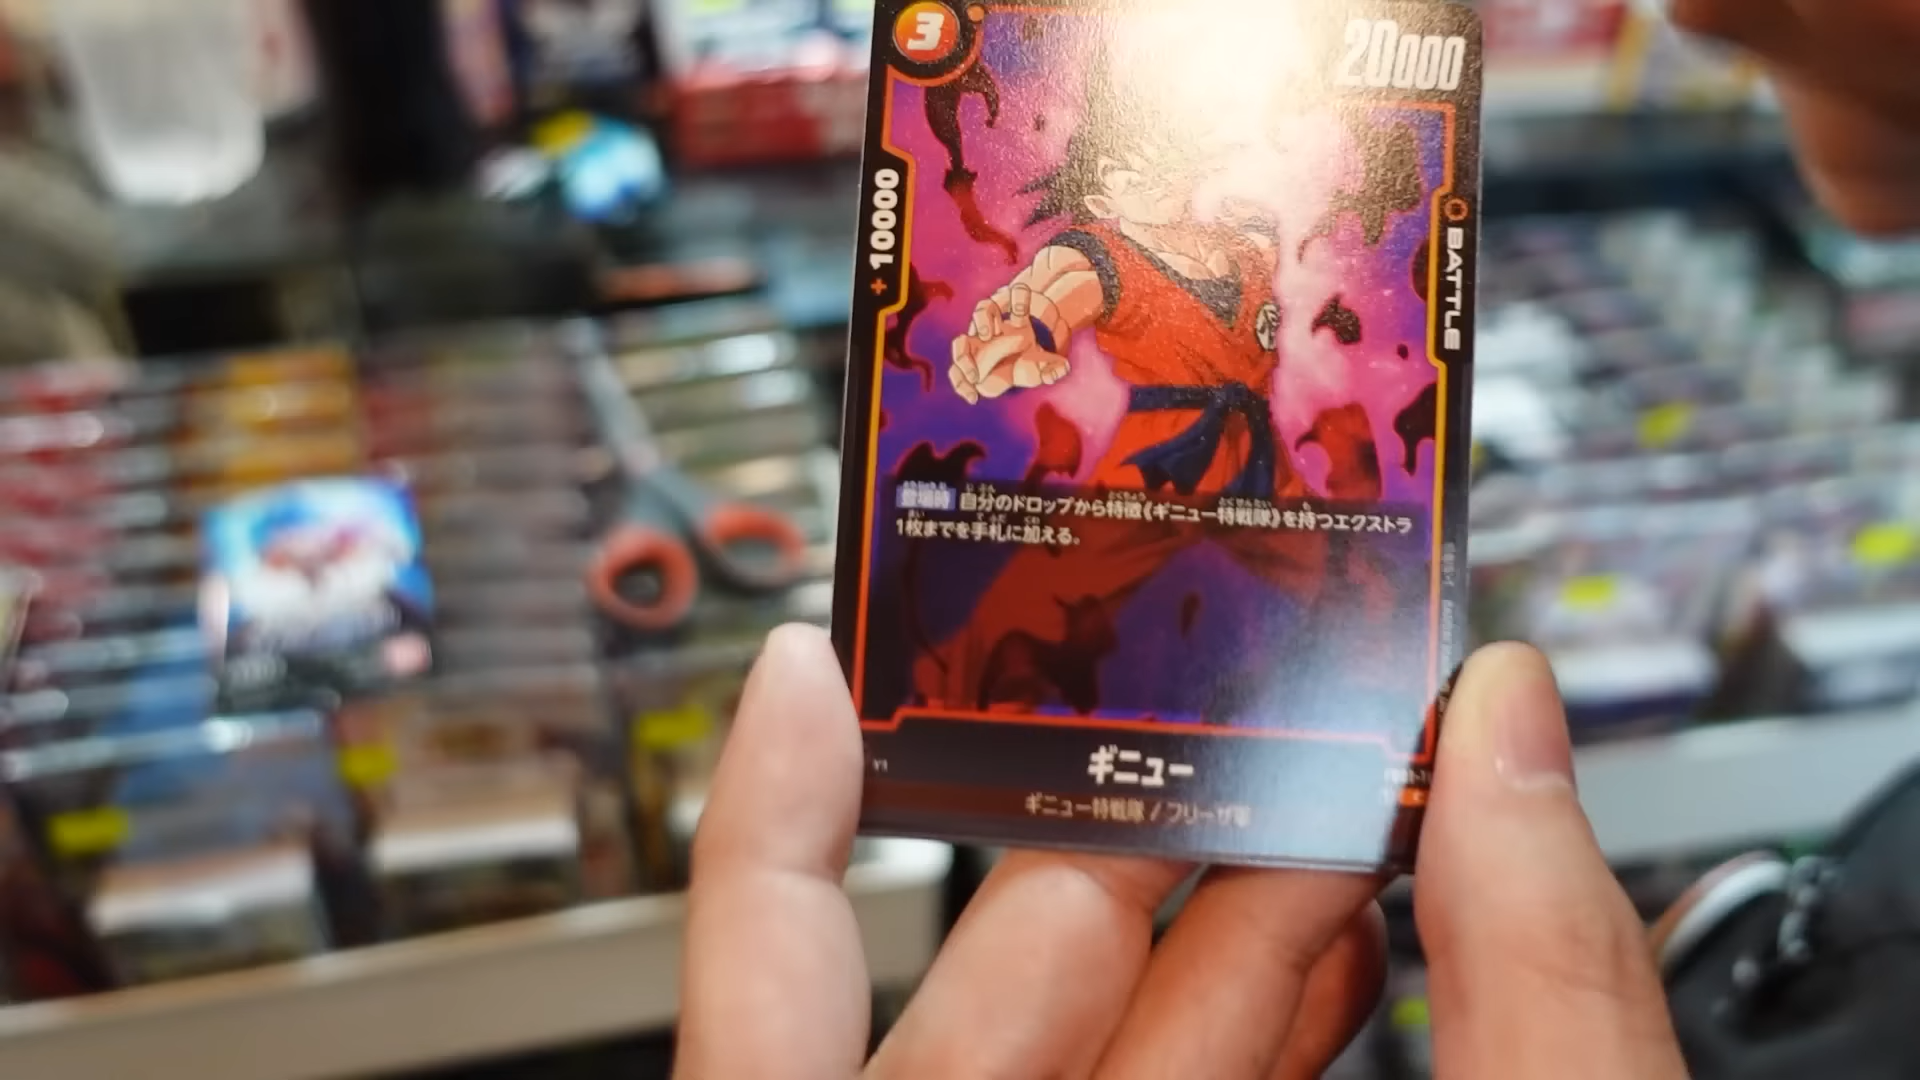 3
20000
+10000
BATTLE
登場時 自分のドロップから特徴《ギニュー特戦隊》を持つエクストラ
1枚までを手札に加える。
ギニュー
ギニュー特戦隊 / フリーザ軍